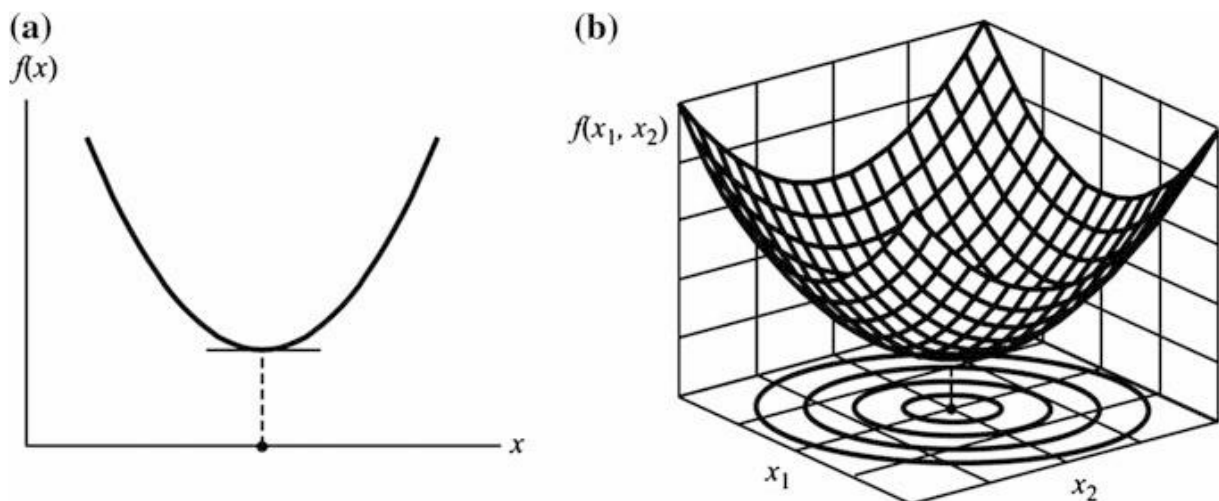 (a)
f(x)
x
(b)
f(x₁, x₂)
x₁
x₂